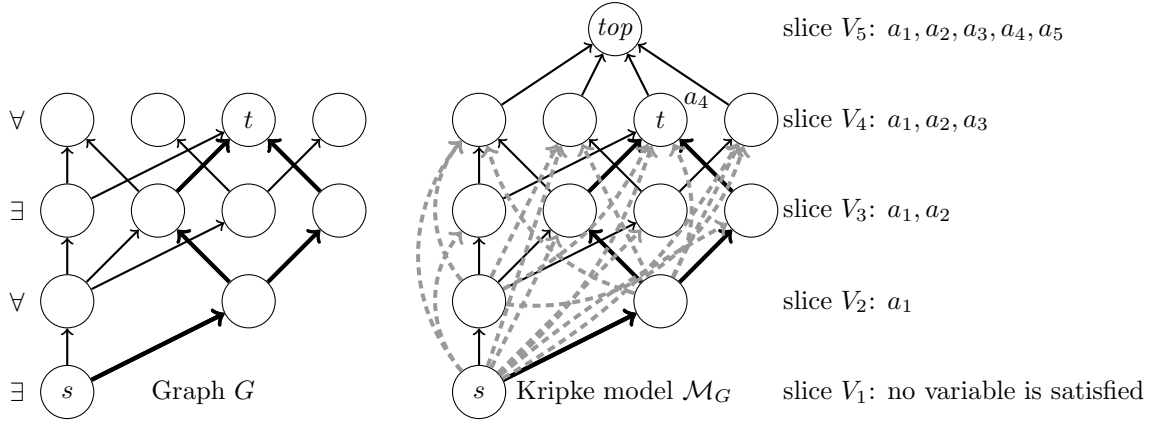 top
slice V5: a1, a2, a3, a4, a5
∀
t
t
a4
slice V4: a1, a2, a3
∃
slice V3: a1, a2
∀
slice V2: a1
∃
s
Graph G
s
Kripke model ℳG
slice V1: no variable is satisfied